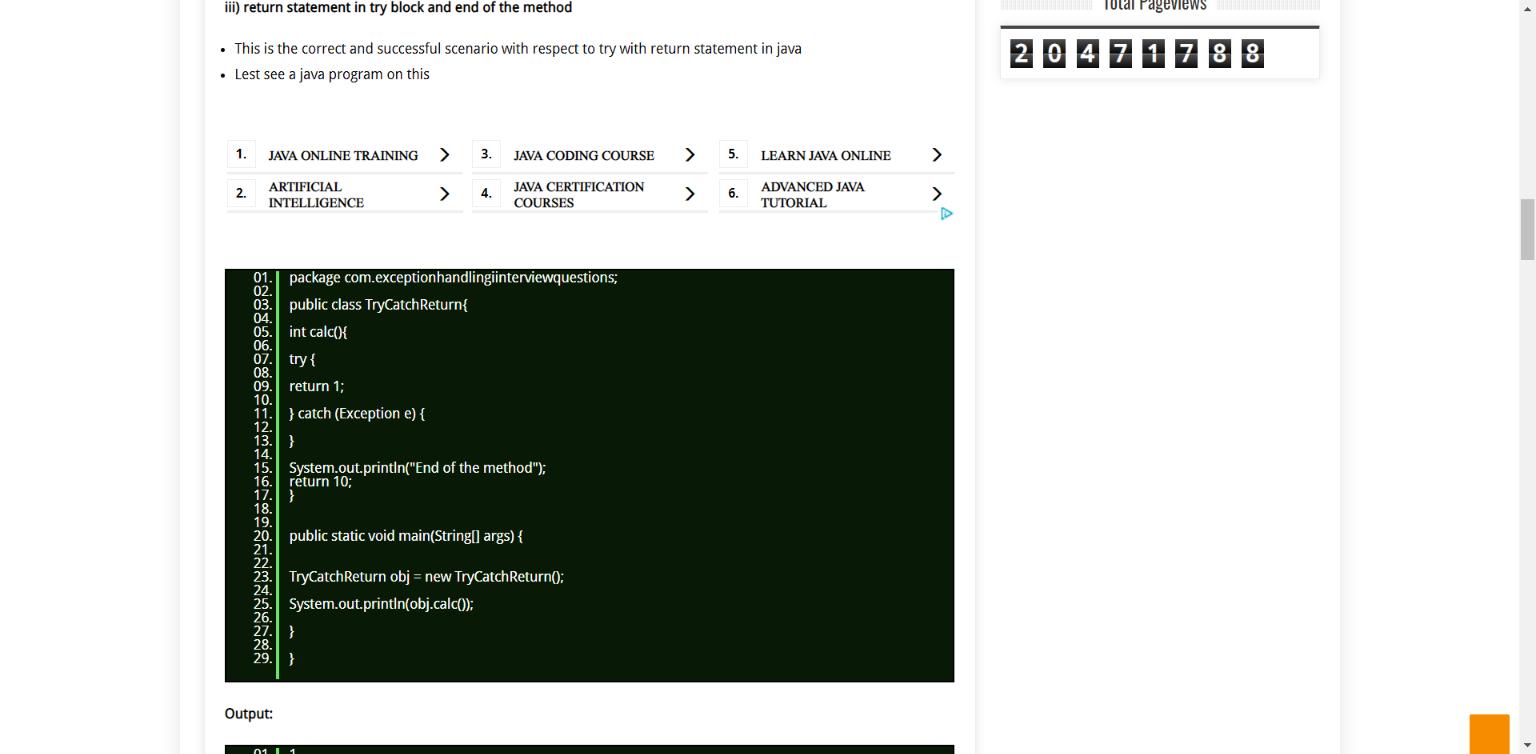 iii) return statement in try block and end of the method
Total Pageviews
2 0 4 7 1 7 8 8
This is the correct and successful scenario with respect to try with return statement in java
Lest see a java program on this
1. JAVA ONLINE TRAINING
2. ARTIFICIAL
INTELLIGENCE
3. JAVA CODING COURSE
4. JAVA CERTIFICATION
COURSES
5. LEARN JAVA ONLINE
6. ADVANCED JAVA
TUTORIAL
01. package com.exceptionhandlingiinterviewquestions;
02.
03. public class TryCatchReturn{
04.
05. int calc(){
06.
07. try {
08.
09. return 1;
10.
11. } catch (Exception e) {
12.
13. }
14.
15. System.out.println("End of the method");
16. return 10;
17. }
18.
19.
20. public static void main(String[] args) {
21.
22.
23. TryCatchReturn obj = new TryCatchReturn();
24.
25. System.out.println(obj.calc());
26.
27. }
28.
29. }
Output:
01. 1